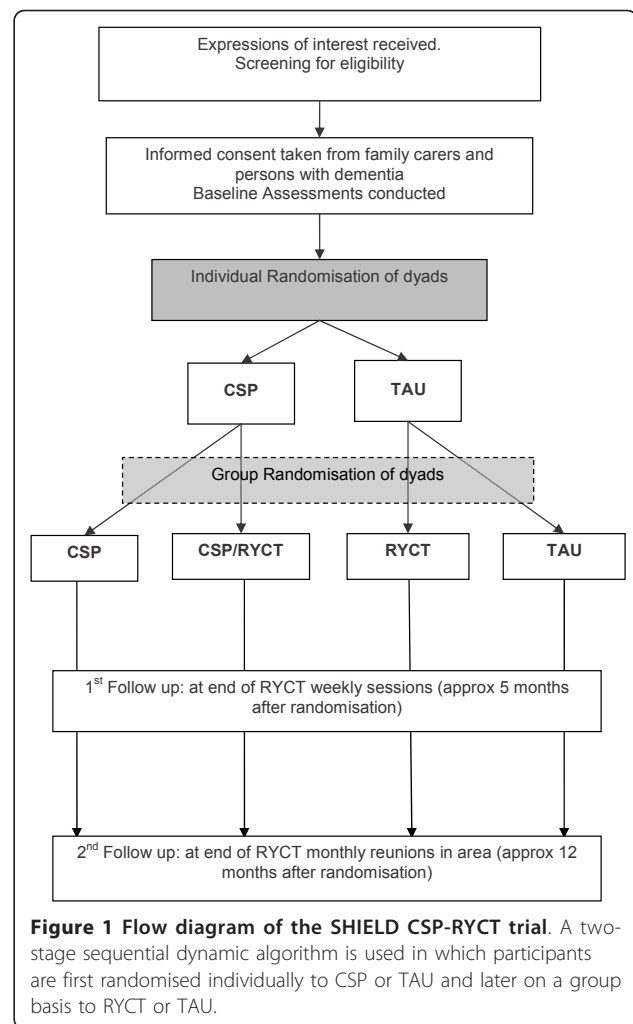 Expressions of interest received.
Screening for eligibility
Informed consent taken from family carers and
persons with dementia
Baseline Assessments conducted
Individual Randomisation of dyads
CSP
TAU
Group Randomisation of dyads
CSP
CSP/RYCT
RYCT
TAU
1st Follow up: at end of RYCT weekly sessions (approx 5 months
after randomisation)
2nd Follow up: at end of RYCT monthly reunions in area (approx 12
months after randomisation)
Figure 1 Flow diagram of the SHIELD CSP-RYCT trial. A two-
stage sequential dynamic algorithm is used in which participants
are first randomised individually to CSP or TAU and later on a group
basis to RYCT or TAU.